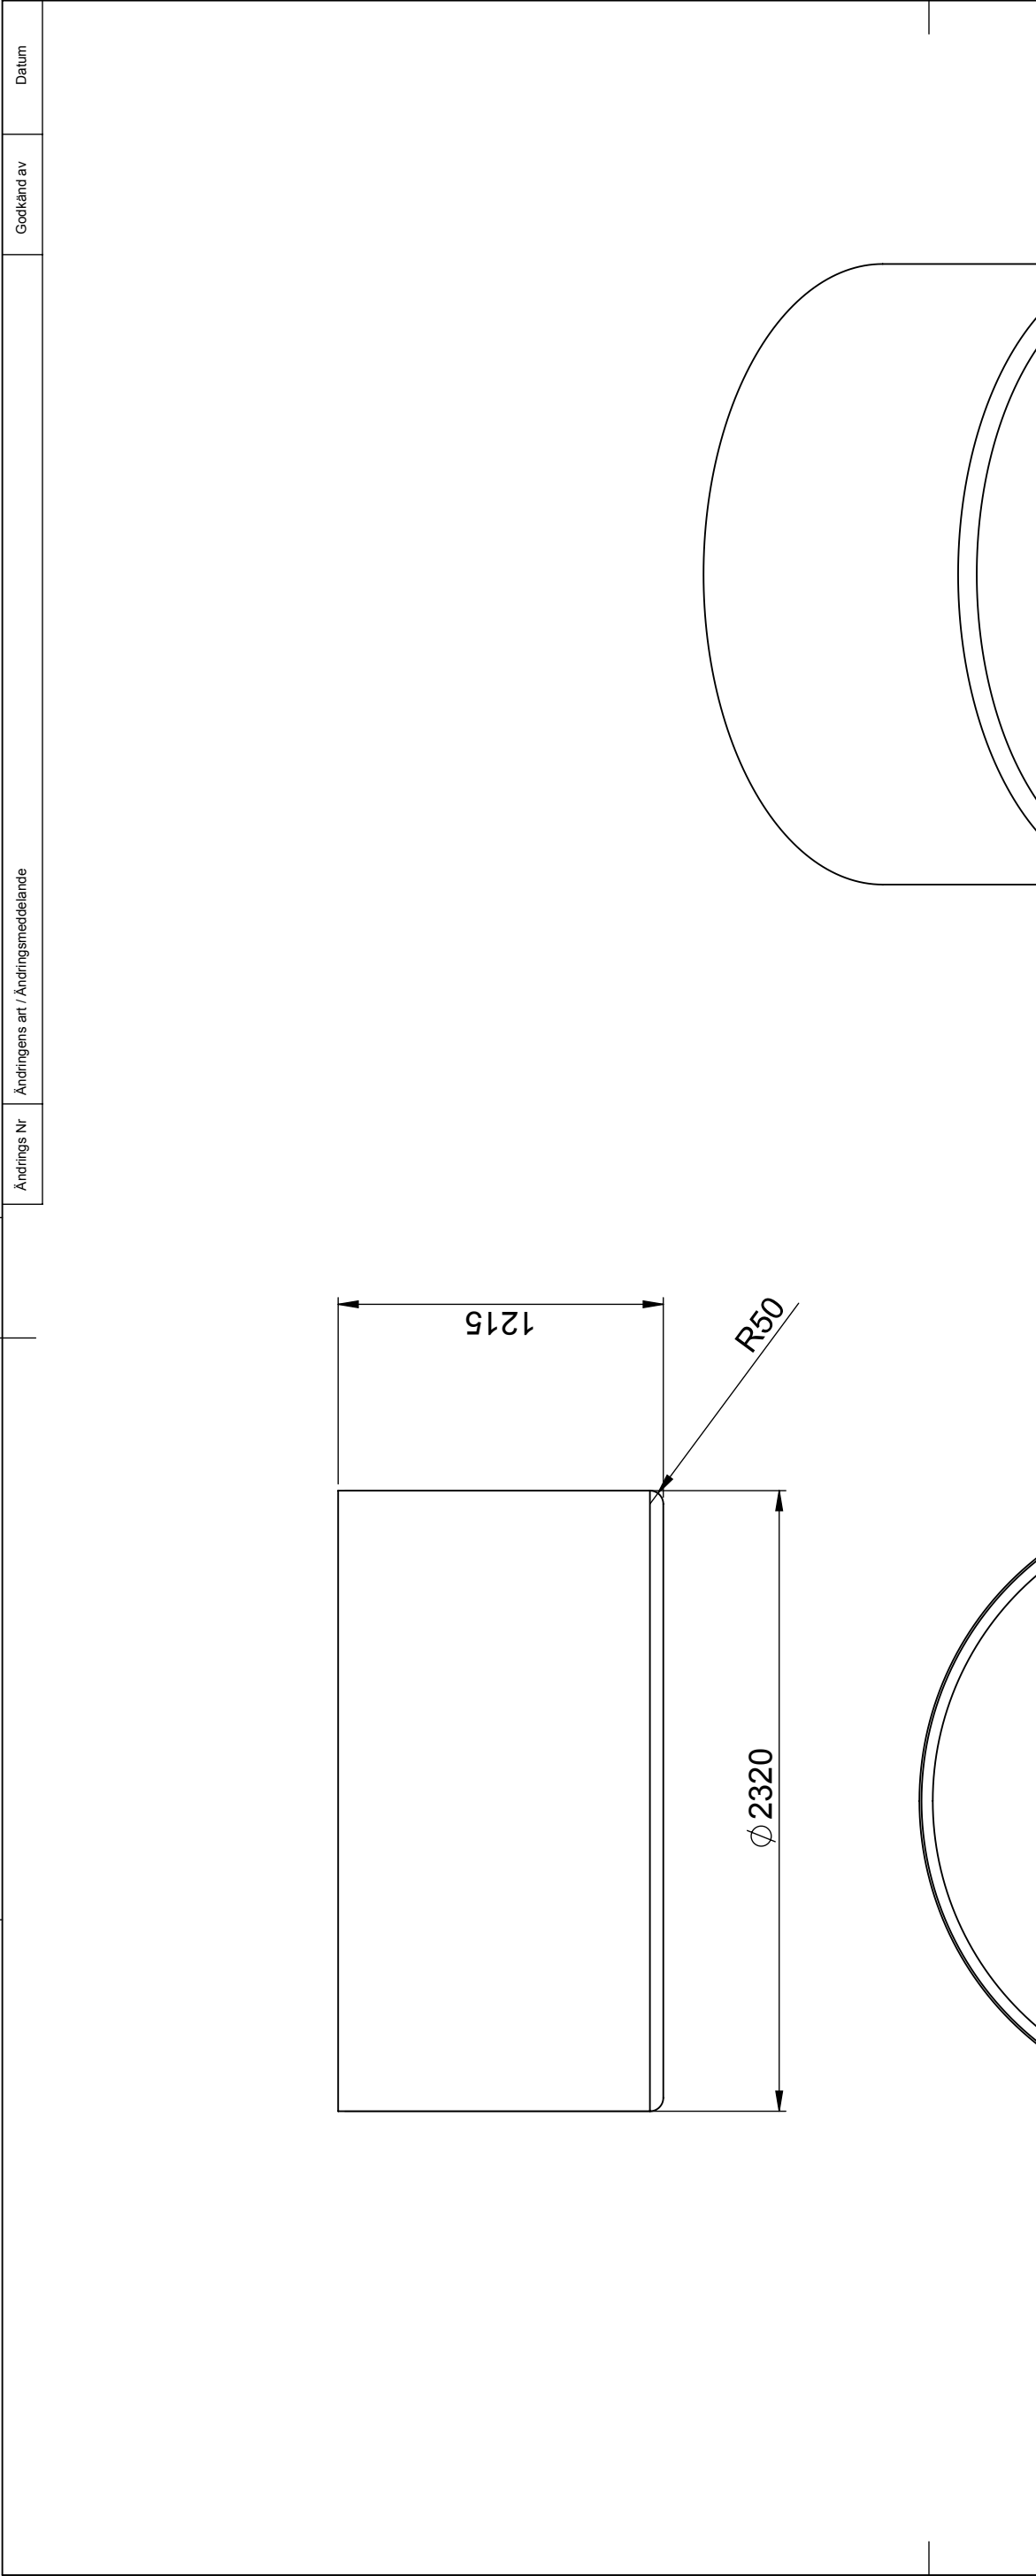 Ändrings Nr
Ändringens art / Ändringsmeddelande
Godkänd av
Datum
1215
R50
∅2320